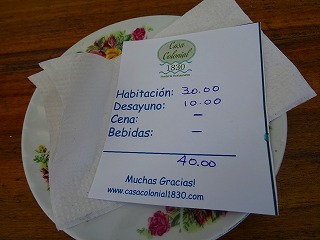 Casa
Colonial
1830
Habitación: 30.00
Desayuno: 10.00
Cena: —
Bebidas: —
40.00
Muchas Gracias!
www.casacolonial1830.com